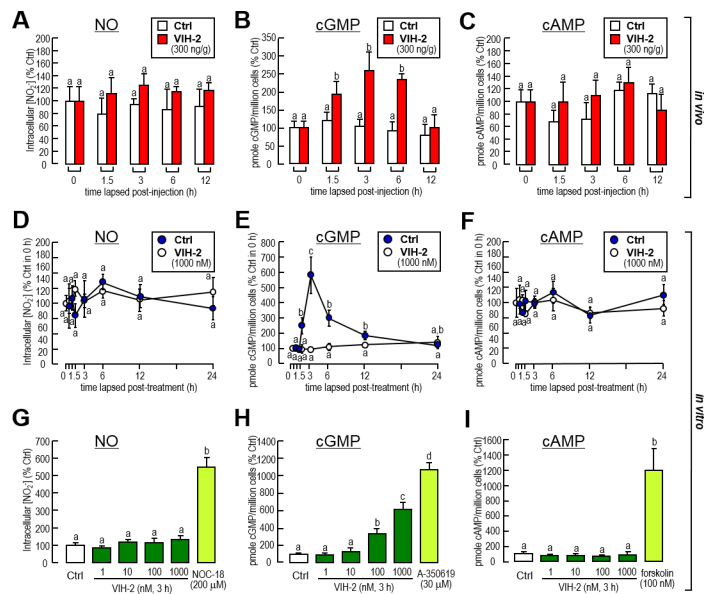 A
NO
Ctrl
VIH-2
(300 ng/g)
Intracellular [NO₂⁻] (% Ctrl)
200
180
160
140
120
100
80
60
40
20
0
a a a a a a a a a a
0 1.5 3 6 12
time lapsed post-injection (h)
B
cGMP
Ctrl
VIH-2
(300 ng/g)
pmole cGMP/million cells (% Ctrl)
350
300
250
200
150
100
50
0
a a a b a b a b a a
0 1.5 3 6 12
time lapsed post-injection (h)
C
cAMP
Ctrl
VIH-2
(300 ng/g)
pmole cAMP/million cells (% Ctrl)
200
180
160
140
120
100
80
60
40
20
0
a a a a a a a a a a
0 1.5 3 6 12
time lapsed post-injection (h)
in vivo
D
NO
Ctrl
VIH-2
(1000 nM)
Intracellular [NO₂⁻] (% Ctrl in 0 h)
200
180
160
140
120
100
80
60
40
20
0
0 1.5 3 6 12 24
time lapsed post-treatment (h)
E
cGMP
Ctrl
VIH-2
(1000 nM)
pmole cGMP/million cells (% Ctrl in 0 h)
800
700
600
500
400
300
200
100
0
c
b
b
b
a,b
0 1.5 3 6 12 24
time lapsed post-treatment (h)
F
cAMP
Ctrl
VIH-2
(1000 nM)
pmole cAMP/million cells (% Ctrl in 0 h)
200
180
160
140
120
100
80
60
40
20
0
0 1.5 3 6 12 24
time lapsed post-treatment (h)
G
NO
Intracellular [NO₂⁻] (% Ctrl)
700
600
500
400
300
200
100
0
a a a a a b
Ctrl 1 10 100 1000 NOC-18
(200 µM)
VIH-2 (nM, 3 h)
H
cGMP
pmole cGMP/million cells (% Ctrl)
1400
1200
1000
800
600
400
200
0
a a a b c d
Ctrl 1 10 100 1000 A-350619
(30 µM)
VIH-2 (nM, 3 h)
I
cAMP
pmole cAMP/million cells (% Ctrl)
1600
1400
1200
1000
800
600
400
200
0
a a a a a b
Ctrl 1 10 100 1000 forskolin
(100 nM)
VIH-2 (nM, 3 h)
in vitro